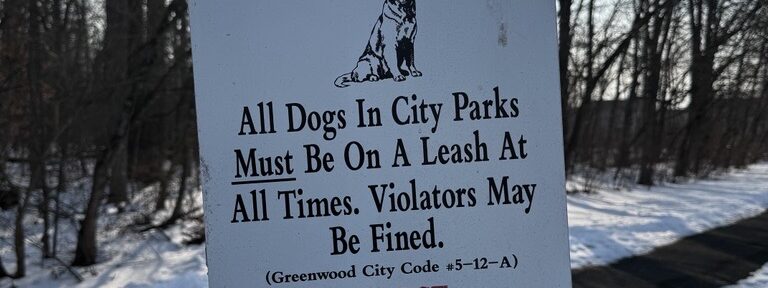 All Dogs In City Parks
Must Be On A Leash At
All Times. Violators May
Be Fined.
(Greenwood City Code #5-12-A)